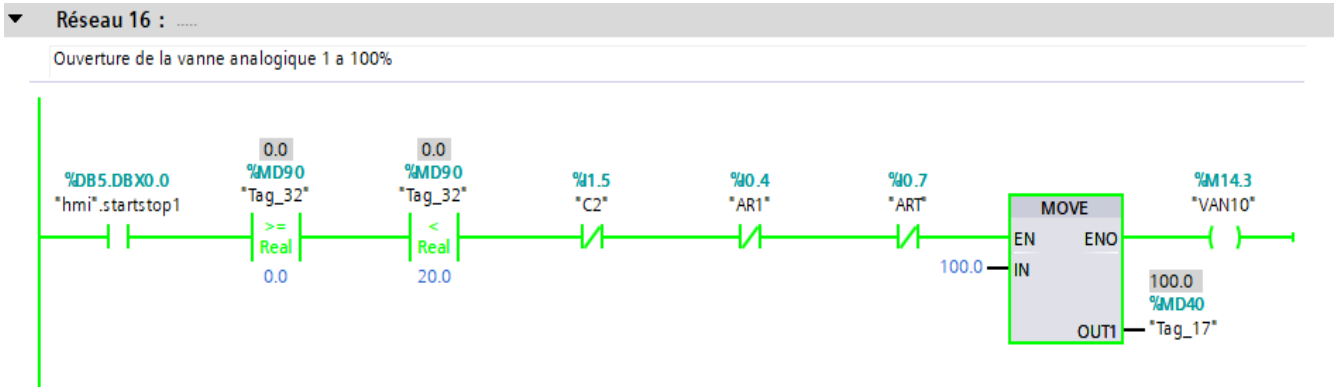 Réseau 16 : .....
Ouverture de la vanne analogique 1 a 100%
0.0 0.0
%DB5.DBX0.0 %MD90 %MD90 %I1.5 %I0.4 %I0.7 %M14.3
"hmi".startstop1 "Tag_32" "Tag_32" "C2" "AR1" "ART" "VAN10"
>= <
Real Real
0.0 20.0
MOVE
EN ENO
100.0 IN
100.0
%MD40
OUT1 "Tag_17"